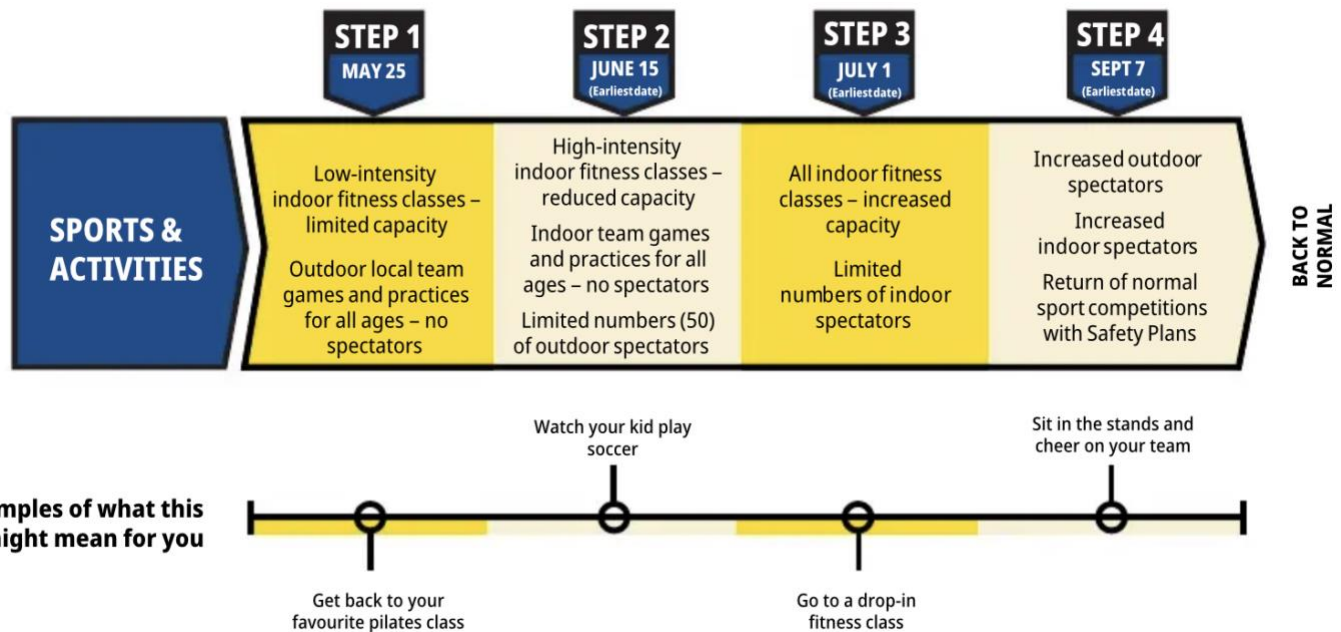 STEP 1
MAY 25
STEP 2
JUNE 15
(Earliest date)
STEP 3
JULY 1
(Earliest date)
STEP 4
SEPT 7
(Earliest date)
SPORTS &
ACTIVITIES
Low-intensity
indoor fitness classes –
limited capacity
Outdoor local team
games and practices
for all ages – no
spectators
High-intensity
indoor fitness classes –
reduced capacity
Indoor team games
and practices for all
ages – no spectators
Limited numbers (50)
of outdoor spectators
All indoor fitness
classes – increased
capacity
Limited
numbers of indoor
spectators
Increased outdoor
spectators
Increased
indoor spectators
Return of normal
sport competitions
with Safety Plans
BACK TO
NORMAL
mples of what this
night mean for you
Get back to your
favourite pilates class
Watch your kid play
soccer
Go to a drop-in
fitness class
Sit in the stands and
cheer on your team